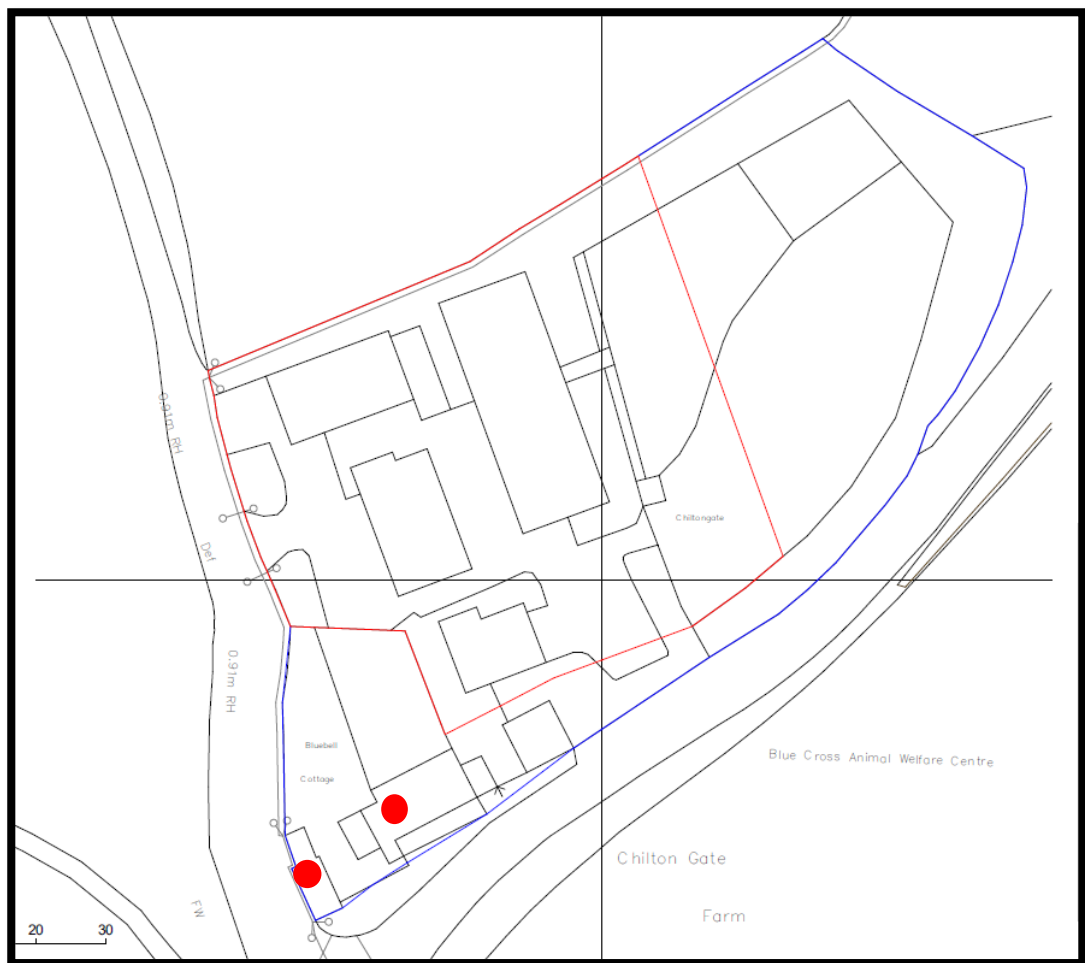 0.91m RH
Def
0.91m RH
FW
Chiltongate
Bluebell
Cottage
Blue Cross Animal Welfare Centre
Chilton Gate
Farm
20 30